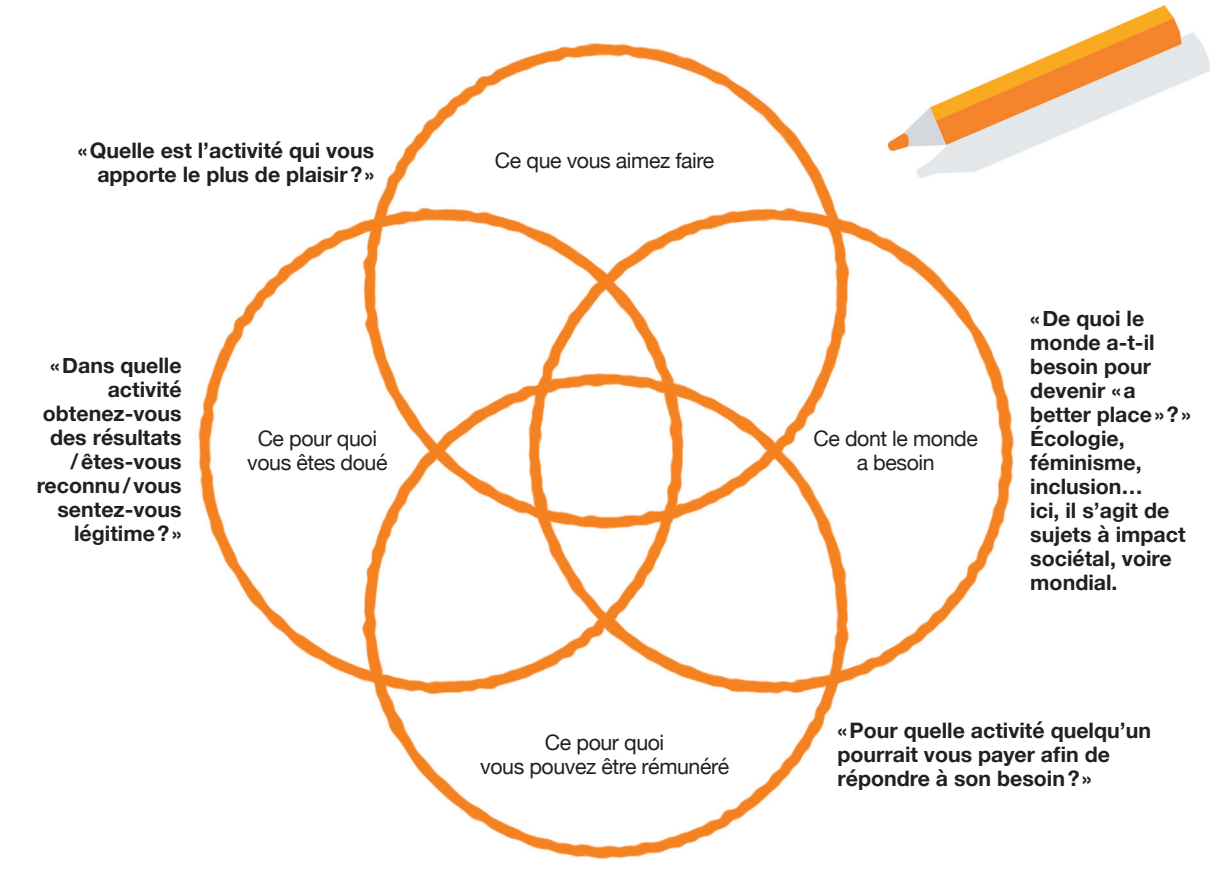 «Quelle est l’activité qui vous
apporte le plus de plaisir?»
Ce que vous aimez faire
«Dans quelle
activité
obtenez-vous
des résultats
/êtes-vous
reconnu/vous
sentez-vous
légitime?»
Ce pour quoi
vous êtes doué
Ce dont le monde
a besoin
«De quoi le
monde a-t-il
besoin pour
devenir «a
better place»?»
Écologie,
féminisme,
inclusion…
ici, il s’agit de
sujets à impact
sociétal, voire
mondial.
Ce pour quoi
vous pouvez être rémunéré
«Pour quelle activité quelqu’un
pourrait vous payer afin de
répondre à son besoin?»